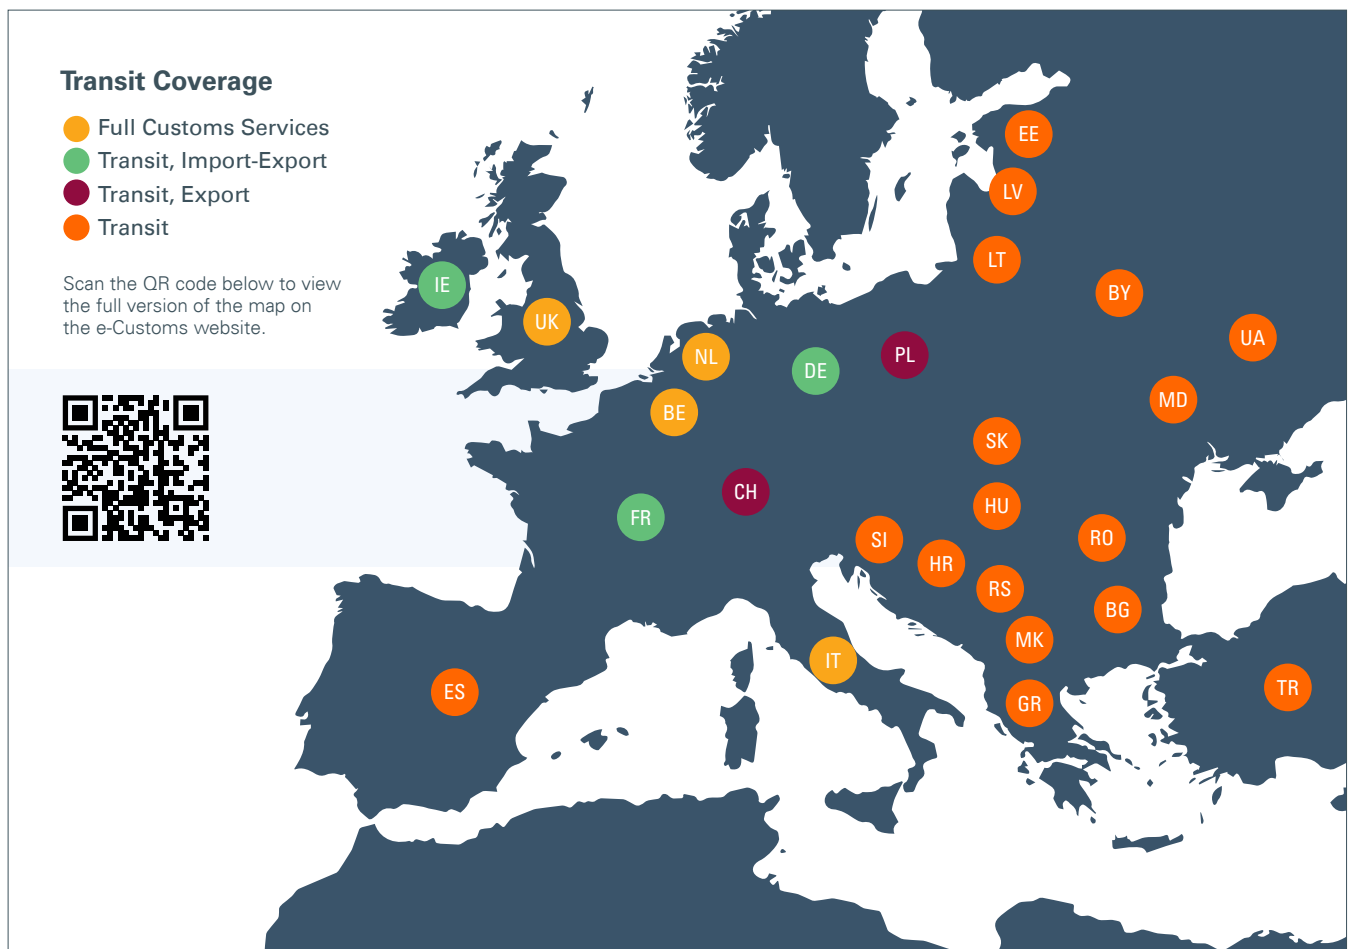 Transit Coverage
Full Customs Services
Transit, Import-Export
Transit, Export
Transit
Scan the QR code below to view
the full version of the map on
the e-Customs website.
EE
LV
LT
BY
UA
IE
UK
NL
DE
PL
MD
BE
SK
CH
HU
FR
SI
RO
HR
RS
BG
MK
IT
ES
GR
TR